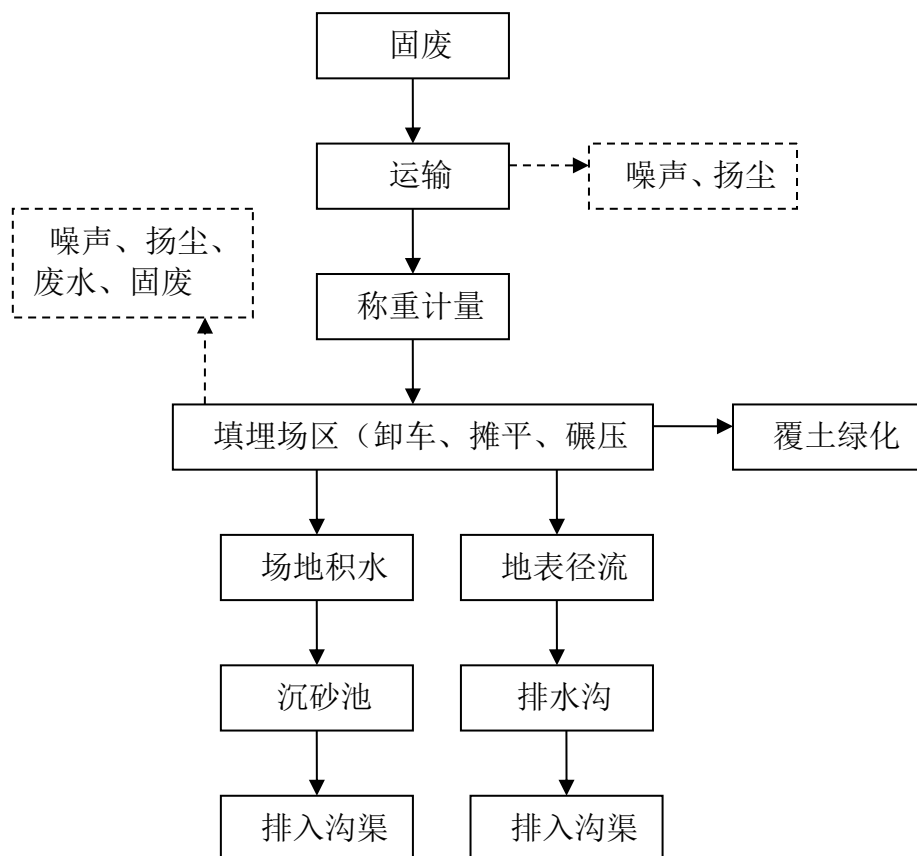 固废
运输
噪声、扬尘
噪声、扬尘、
废水、固废
称重计量
填埋场区（卸车、摊平、碾压
覆土绿化
场地积水
地表径流
沉砂池
排水沟
排入沟渠
排入沟渠